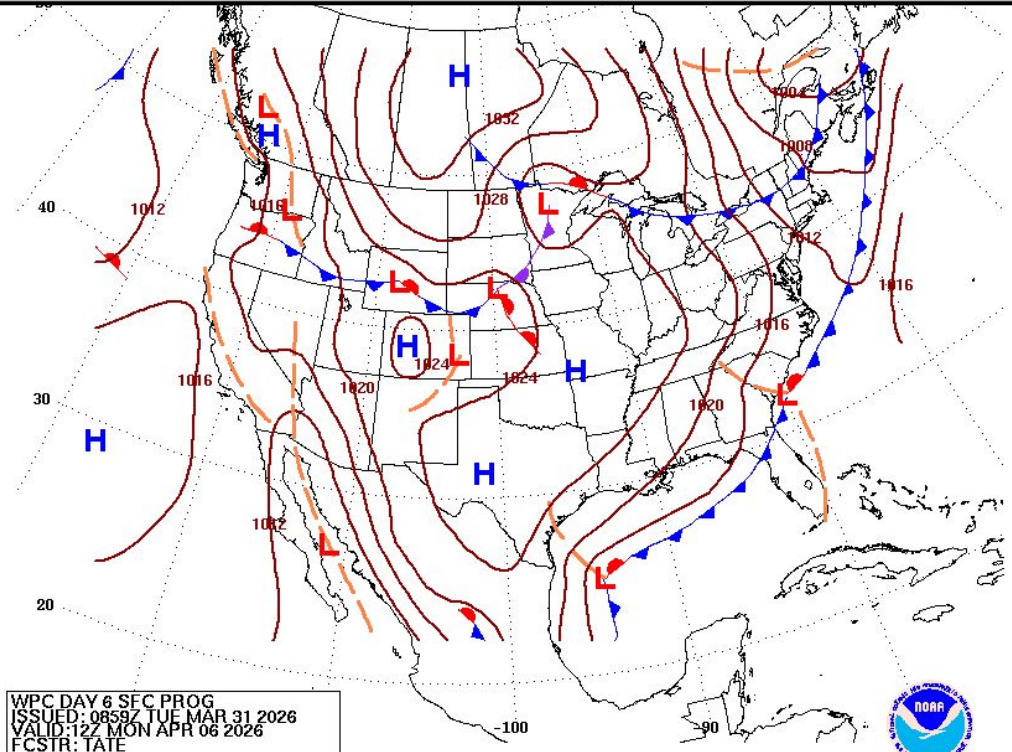 H
1004
L
H
1032
1008
40
1012
1016
L
1028
L
1012
L
L
1016
1016
H
1024
L
1016
1020
1024
H
30
1020
L
H
H
1012
L
L
20
WPC DAY 6 SFC PROG
ISSUED: 0859Z TUE MAR 31 2026
VALID:12Z MON APR 06 2026
FCSTR: TATE
-100
-90
NOAA